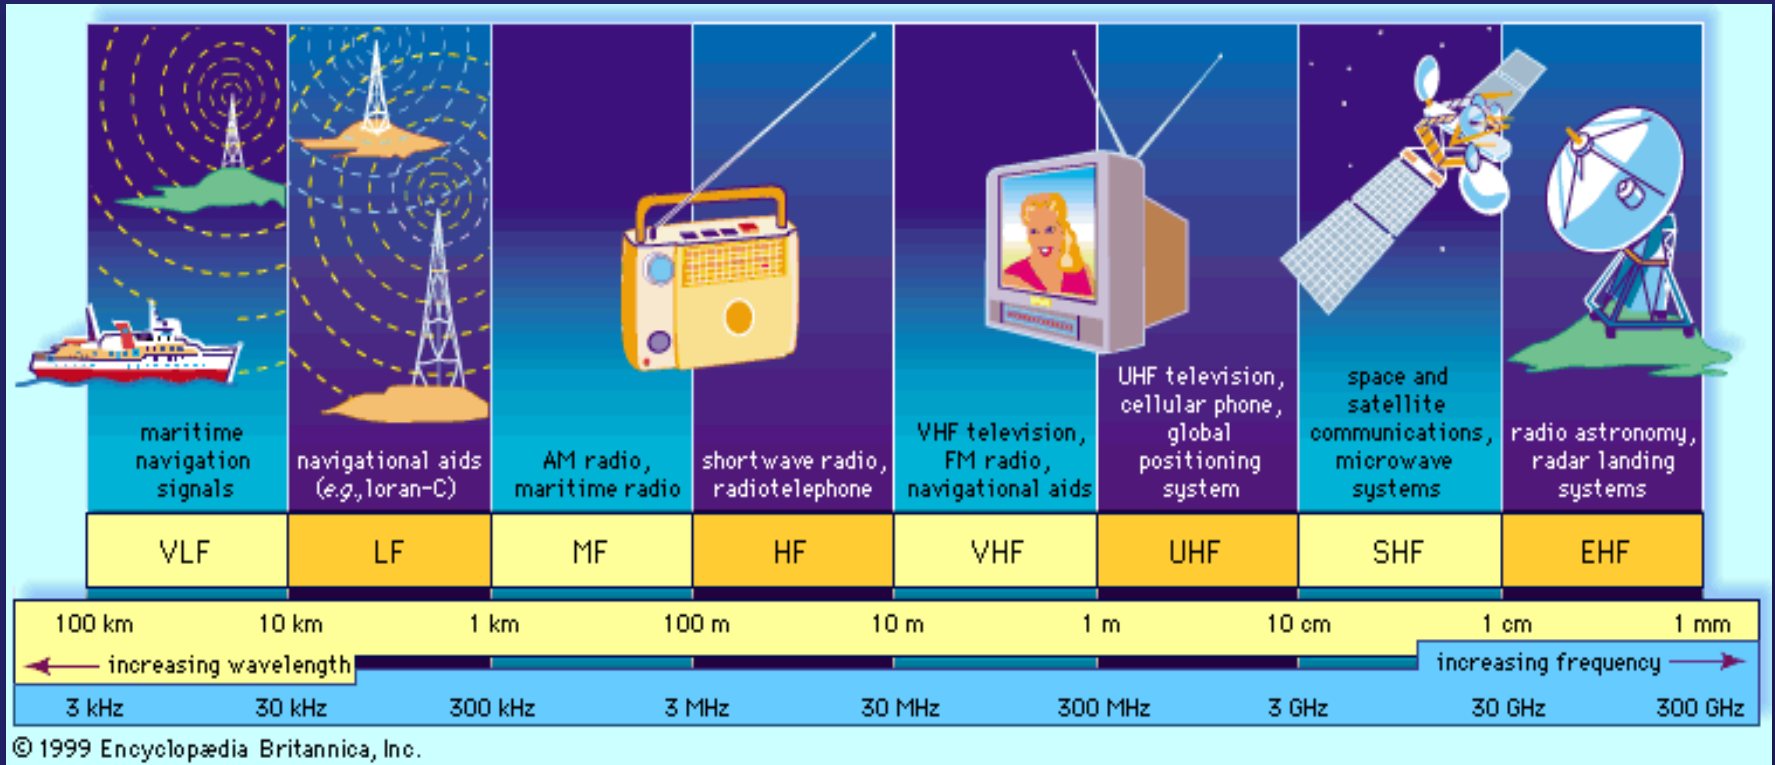 maritime
navigation
signals
navigational aids
(e.g., loran-C)
AM radio,
maritime radio
shortwave radio,
radiotelephone
VHF television,
FM radio,
navigational aids
UHF television,
cellular phone,
global
positioning
system
space and
satellite
communications,
microwave
systems
radio astronomy,
radar landing
systems
VLF LF MF HF VHF UHF SHF EHF
100 km 10 km 1 km 100 m 10 m 1 m 10 cm 1 cm 1 mm
increasing wavelength increasing frequency
3 kHz 30 kHz 300 kHz 3 MHz 30 MHz 300 MHz 3 GHz 30 GHz 300 GHz
© 1999 Encyclopædia Britannica, Inc.